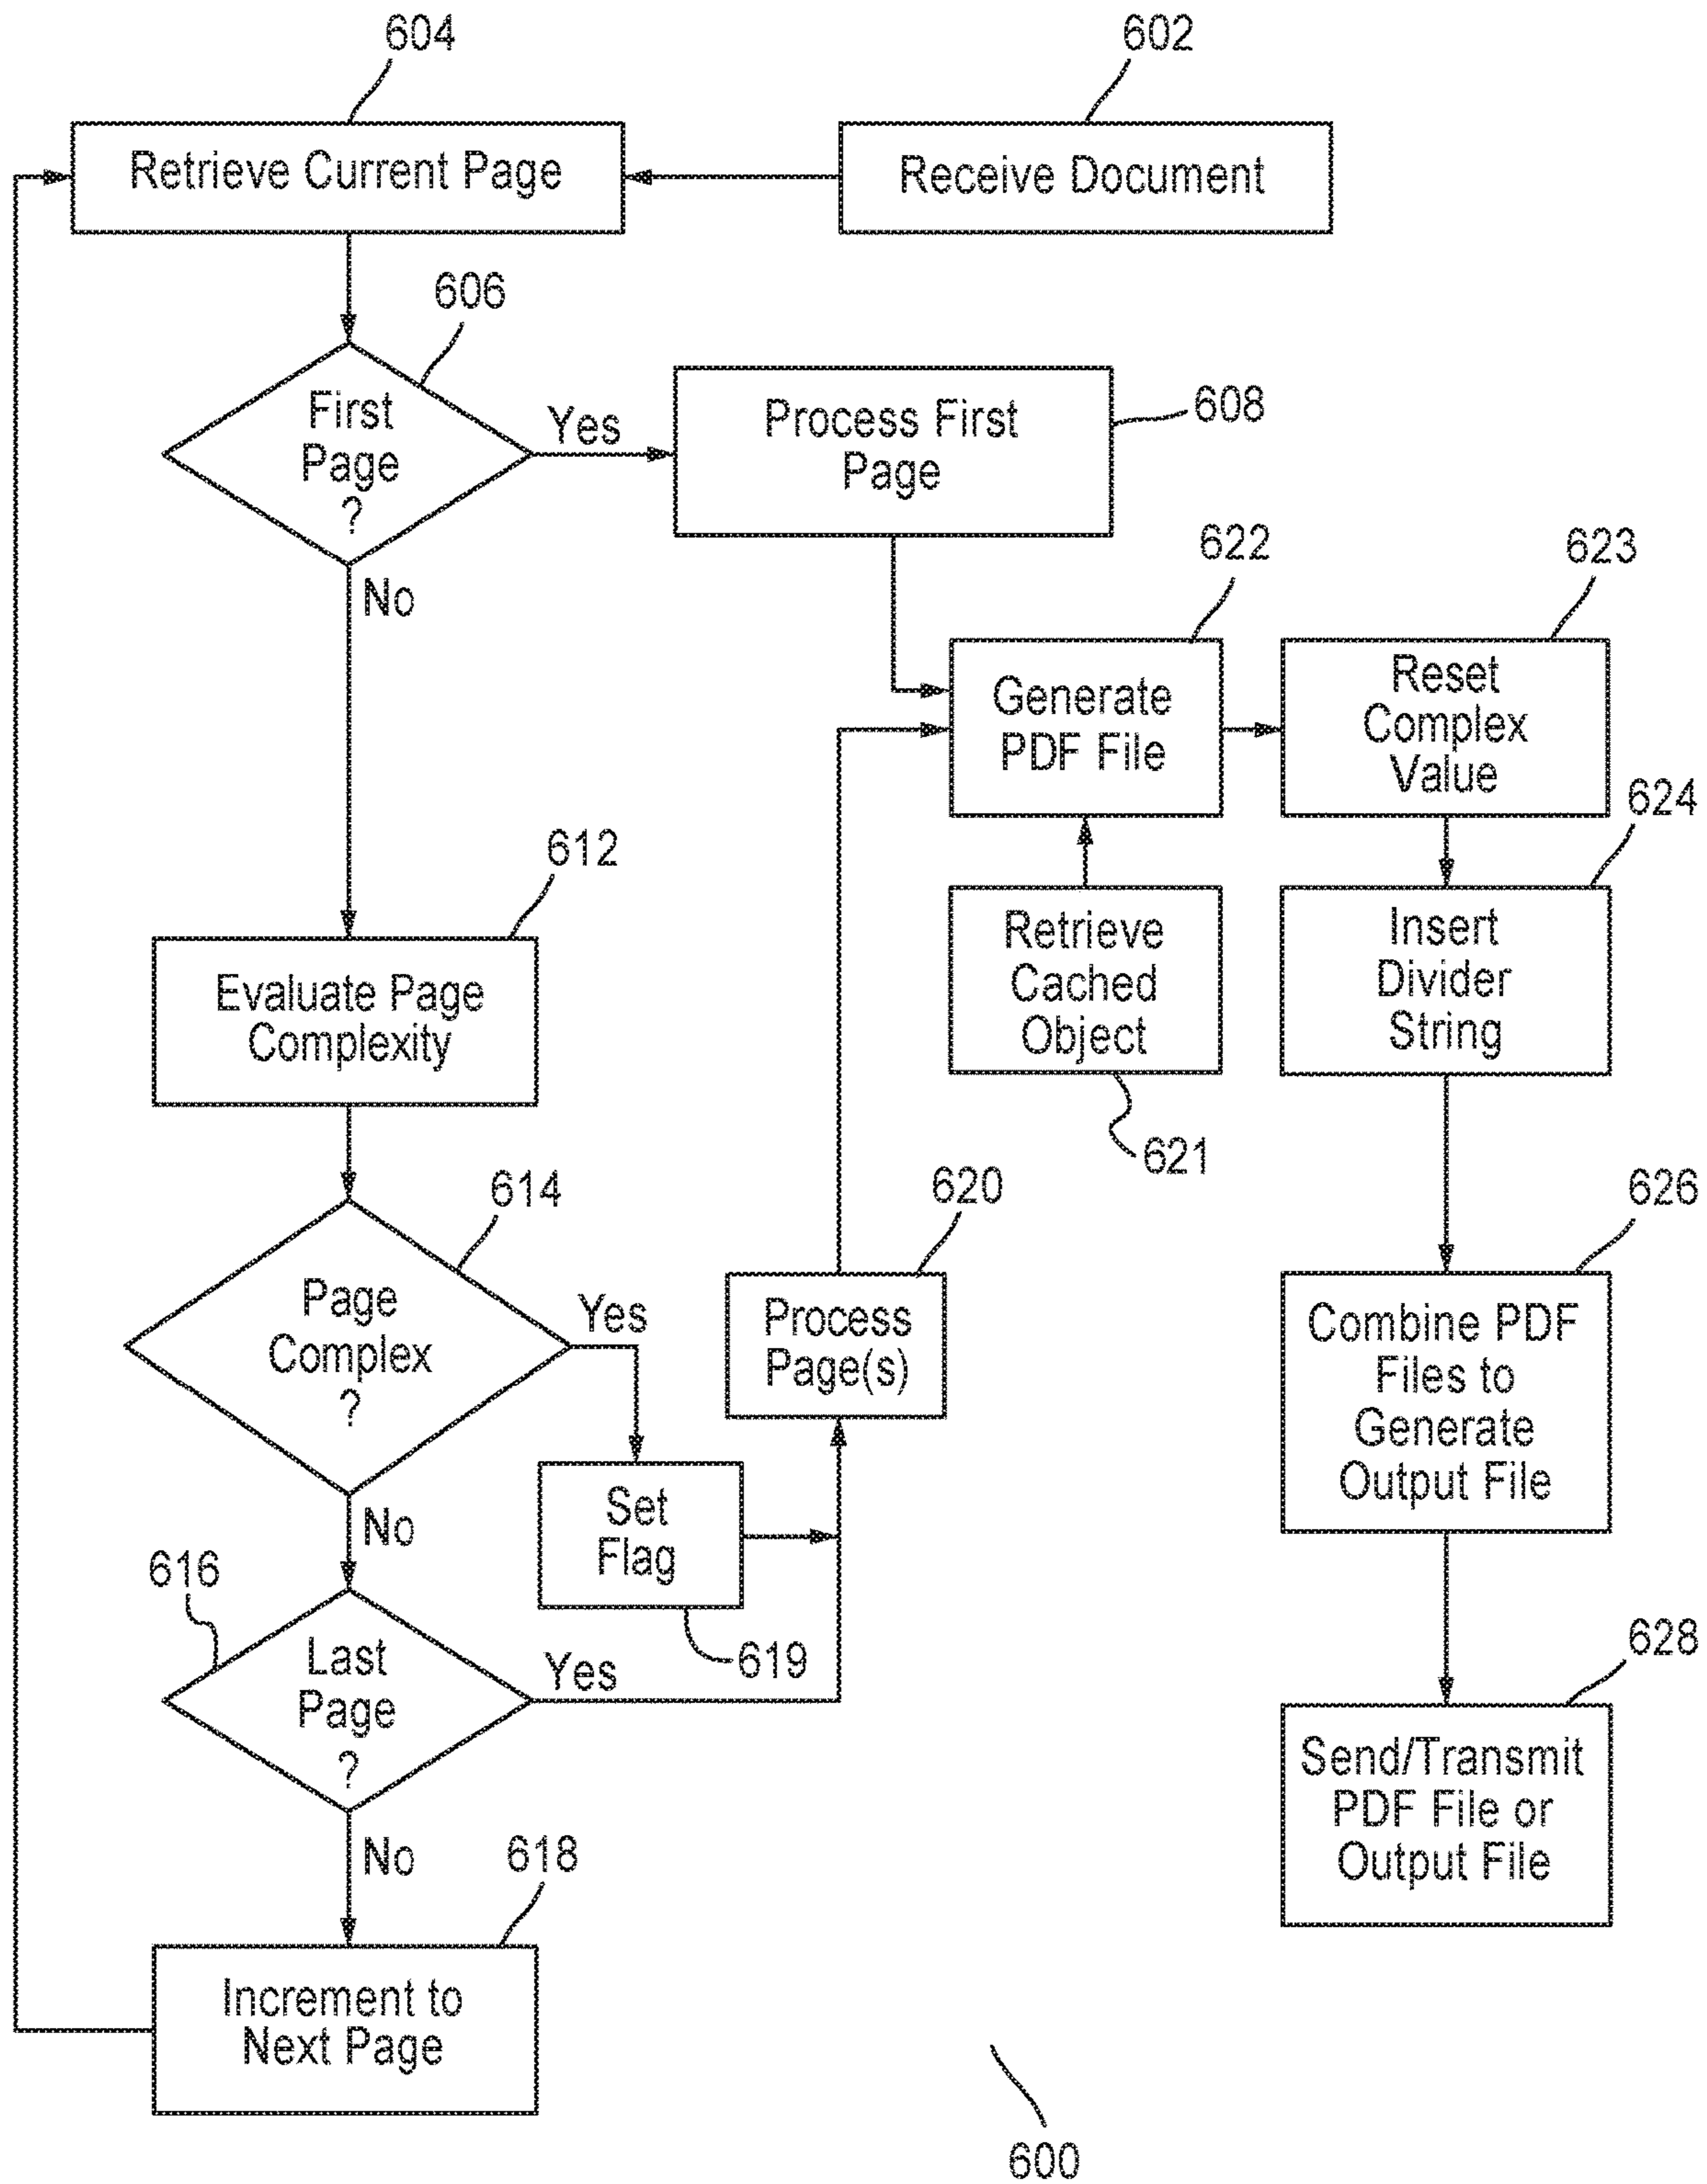 604
602
Retrieve Current Page
Receive Document
606
First
Page
?
Yes
Process First
Page
608
No
622
623
Generate
PDF File
Reset
Complex
Value
624
612
Evaluate Page
Complexity
Retrieve
Cached
Object
621
Insert
Divider
String
614
Page
Complex
?
Yes
620
Process
Page(s)
626
Combine PDF
Files to
Generate
Output File
No
Set
Flag
619
616
Last
Page
?
Yes
628
Send/Transmit
PDF File or
Output File
No
618
Increment to
Next Page
600